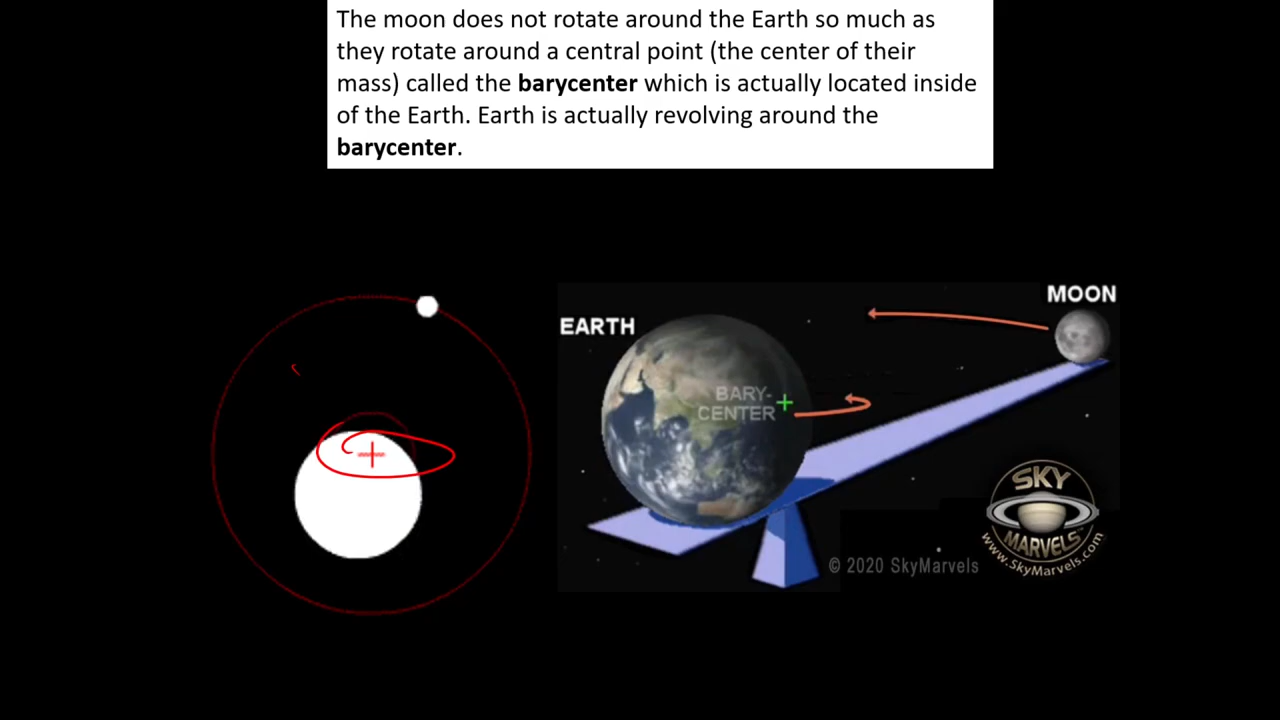 The moon does not rotate around the Earth so much as
they rotate around a central point (the center of their
mass) called the barycenter which is actually located inside
of the Earth. Earth is actually revolving around the
barycenter.
MOON
EARTH
BARY-
CENTER
SKY
MARVELS™
www.SkyMarvels.com
© 2020 SkyMarvels